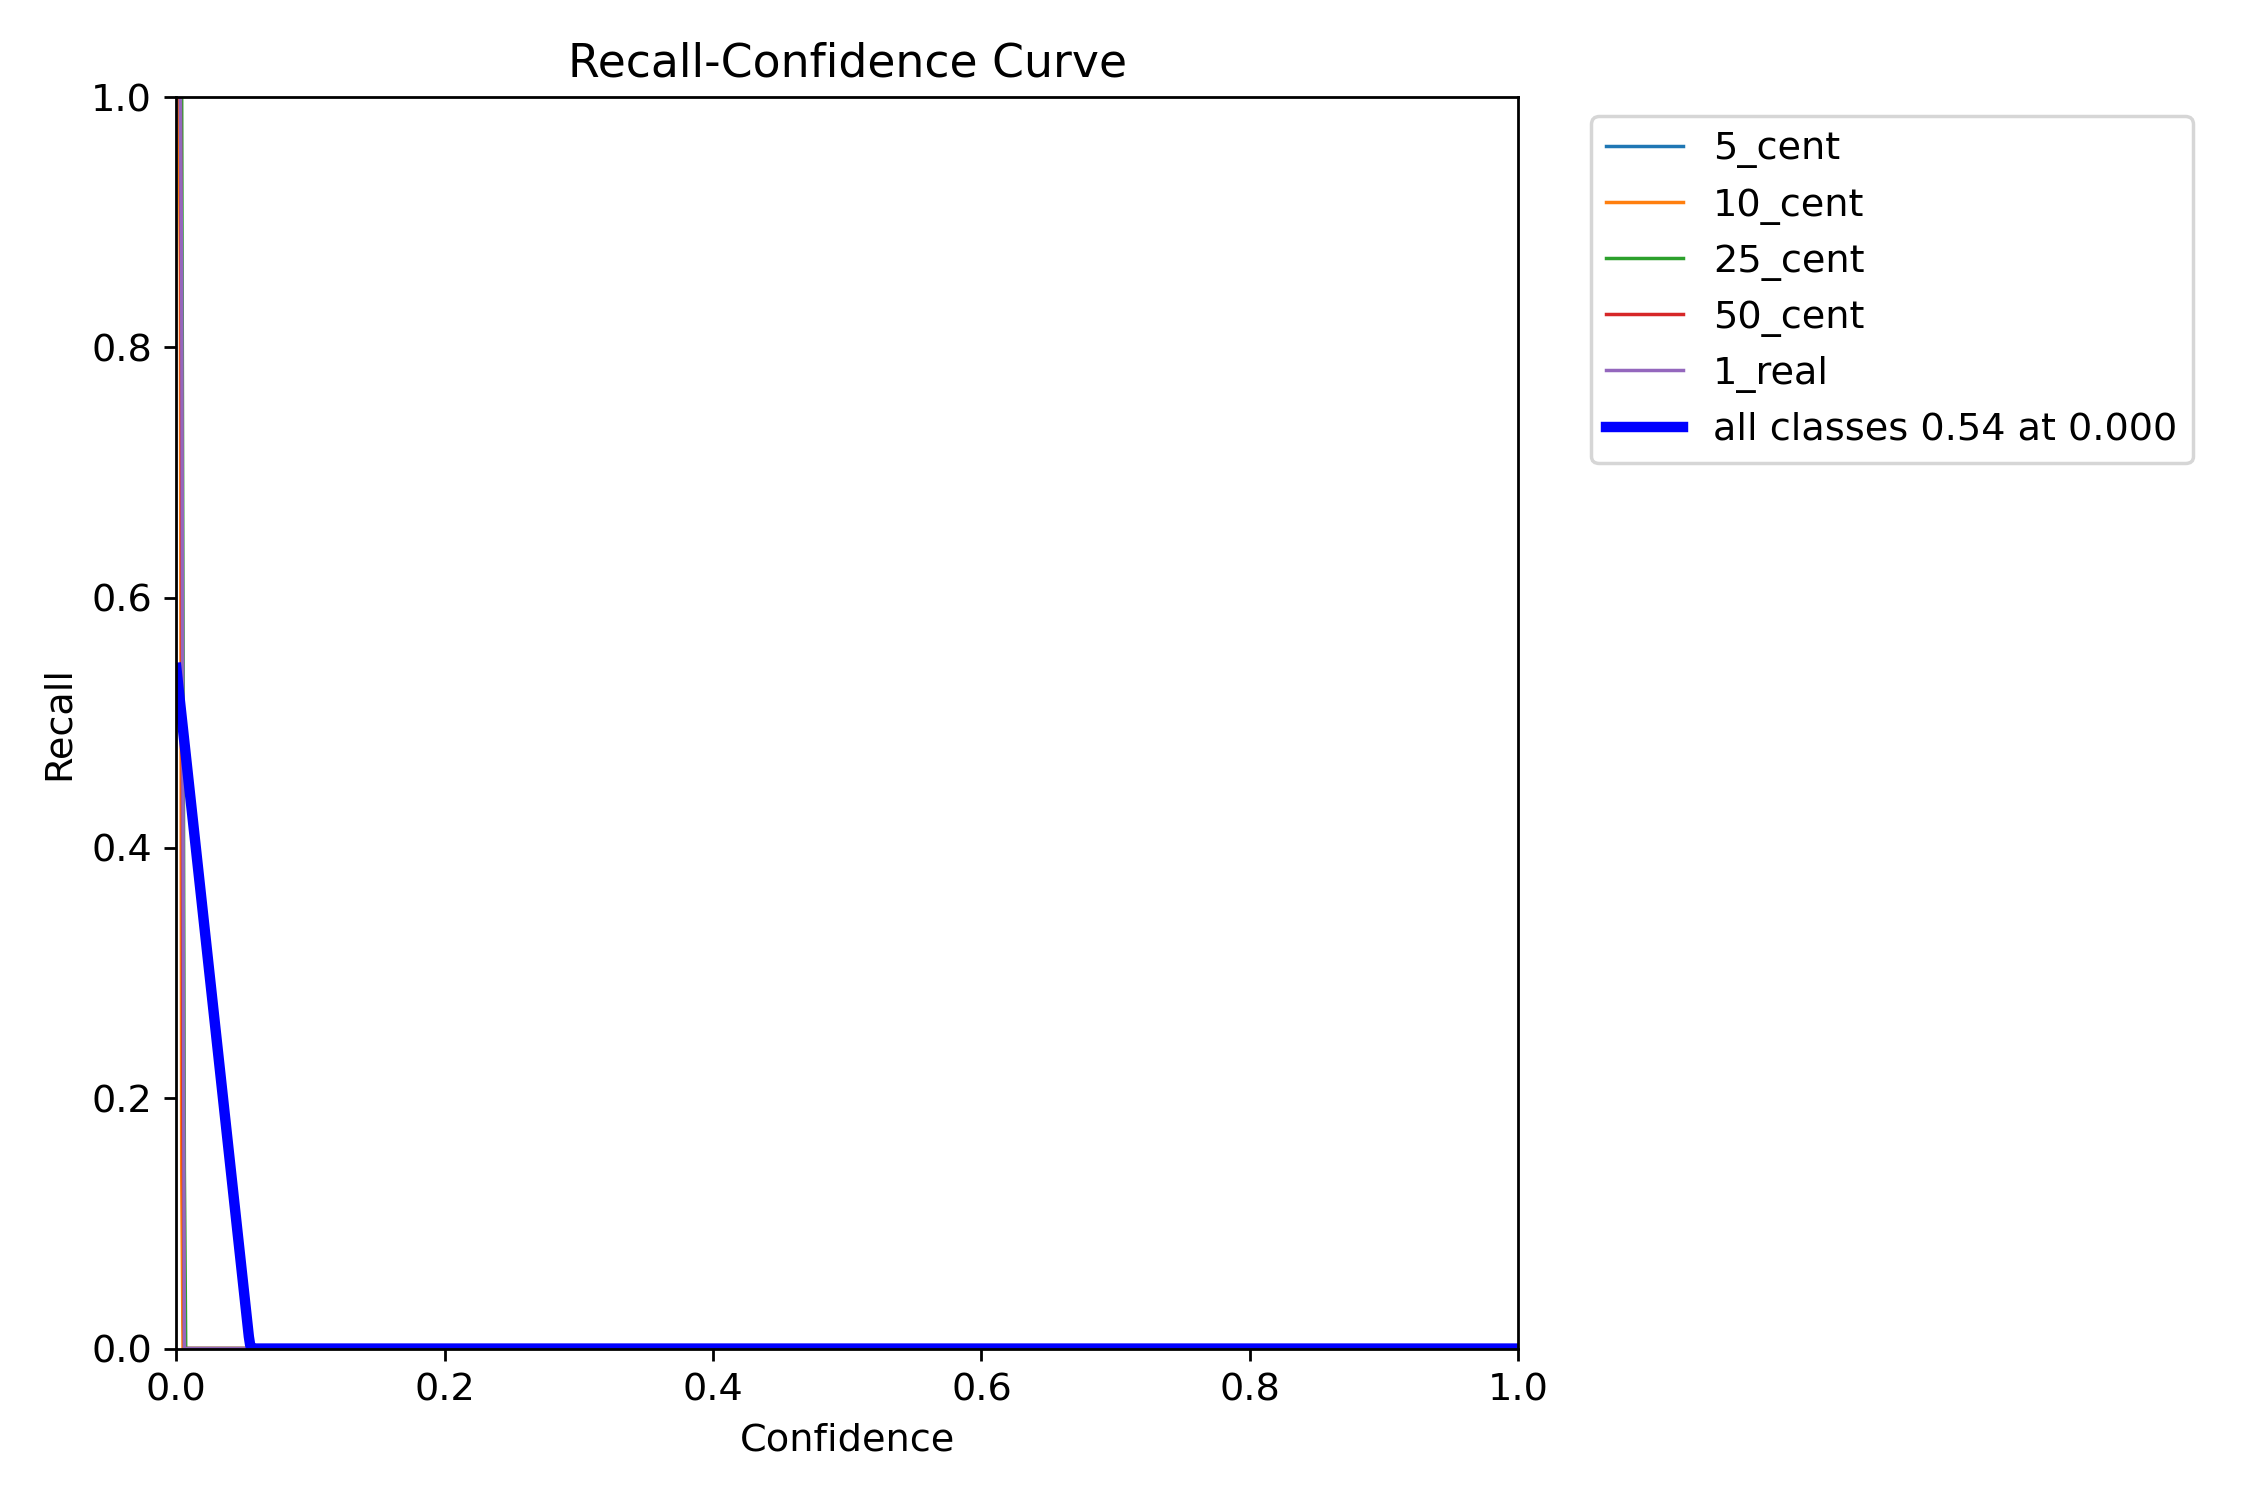 Recall-Confidence Curve
1.0
0.8
0.6
0.4
0.2
0.0
Recall
0.0 0.2 0.4 0.6 0.8 1.0
Confidence
5_cent
10_cent
25_cent
50_cent
1_real
all classes 0.54 at 0.000